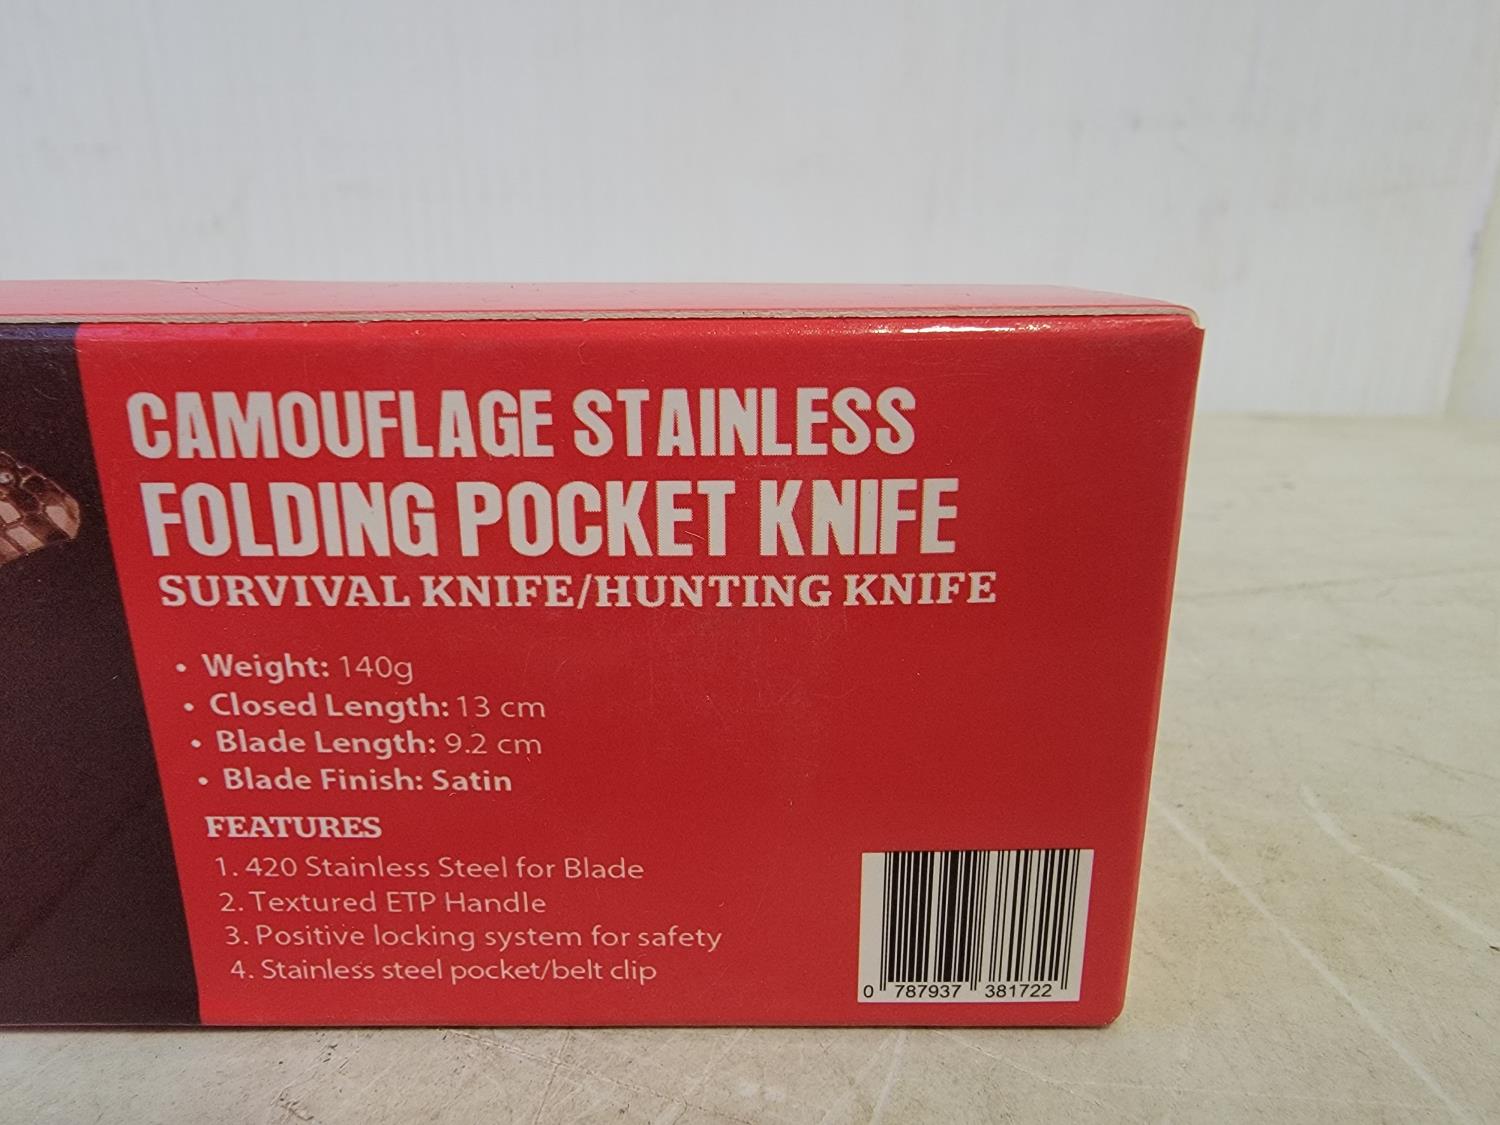 CAMOUFLAGE STAINLESS
FOLDING POCKET KNIFE
SURVIVAL KNIFE/HUNTING KNIFE
• Weight: 140g
• Closed Length: 13 cm
• Blade Length: 9.2 cm
• Blade Finish: Satin
FEATURES
1. 420 Stainless Steel for Blade
2. Textured ETP Handle
3. Positive locking system for safety
4. Stainless steel pocket/belt clip
0 787937 381722